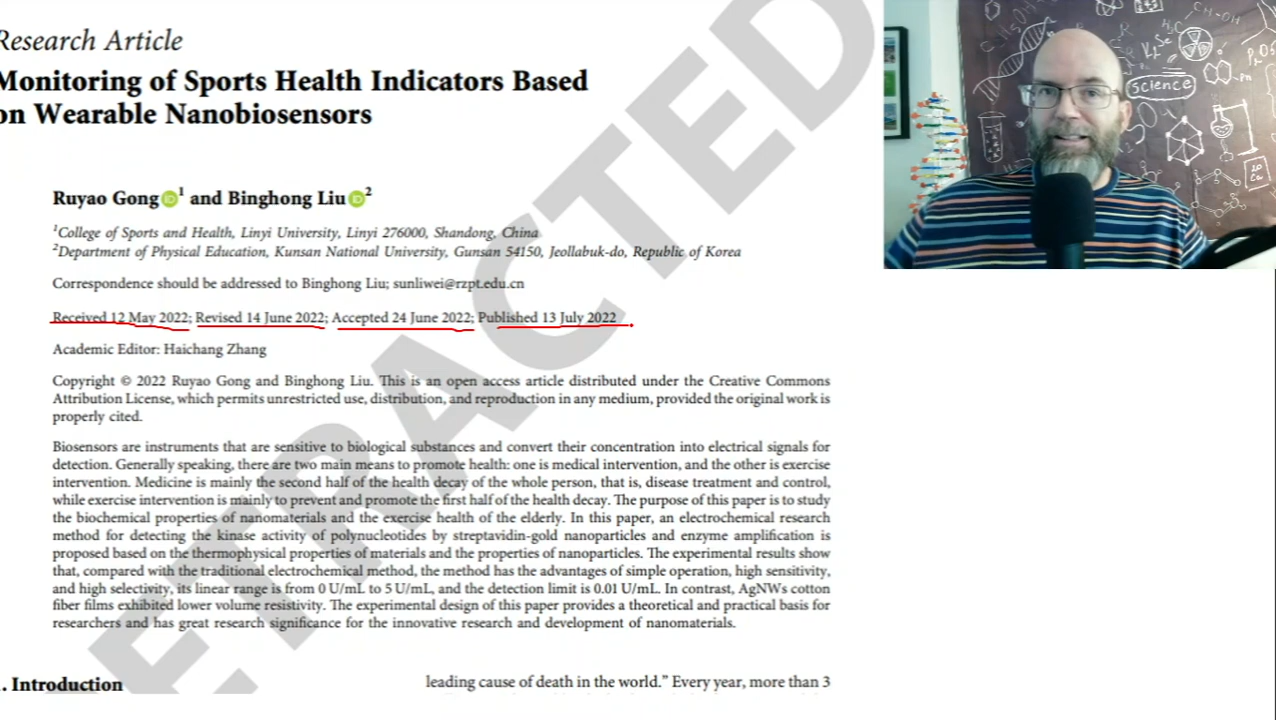 Research Article
Monitoring of Sports Health Indicators Based
on Wearable Nanobiosensors
Ruyao Gong iD 1 and Binghong Liu iD 2
1College of Sports and Health, Linyi University, Linyi 276000, Shandong, China
2Department of Physical Education, Kunsan National University, Gunsan 54150, Jeollabuk-do, Republic of Korea
Correspondence should be addressed to Binghong Liu; sunliwei@rzpt.edu.cn
Received 12 May 2022; Revised 14 June 2022; Accepted 24 June 2022; Published 13 July 2022
Academic Editor: Haichang Zhang
Copyright © 2022 Ruyao Gong and Binghong Liu. This is an open access article distributed under the Creative Commons
Attribution License, which permits unrestricted use, distribution, and reproduction in any medium, provided the original work is
properly cited.
Biosensors are instruments that are sensitive to biological substances and convert their concentration into electrical signals for
detection. Generally speaking, there are two main means to promote health: one is medical intervention, and the other is exercise
intervention. Medicine is mainly the second half of the health decay of the whole person, that is, disease treatment and control,
while exercise intervention is mainly to prevent and promote the first half of the health decay. The purpose of this paper is to study
the biochemical properties of nanomaterials and the exercise health of the elderly. In this paper, an electrochemical research
method for detecting the kinase activity of polynucleotides by streptavidin-gold nanoparticles and enzyme amplification is
proposed based on the thermophysical properties of materials and the properties of nanoparticles. The experimental results show
that, compared with the traditional electrochemical method, the method has the advantages of simple operation, high sensitivity,
and high selectivity, its linear range is from 0 U/mL to 5 U/mL, and the detection limit is 0.01 U/mL. In contrast, AgNWs cotton
fiber films exhibited lower volume resistivity. The experimental design of this paper provides a theoretical and practical basis for
researchers and has great research significance for the innovative research and development of nanomaterials.
. Introduction
leading cause of death in the world.” Every year, more than 3
ETRACTED
Science
Se
CH-OH
20
Ca